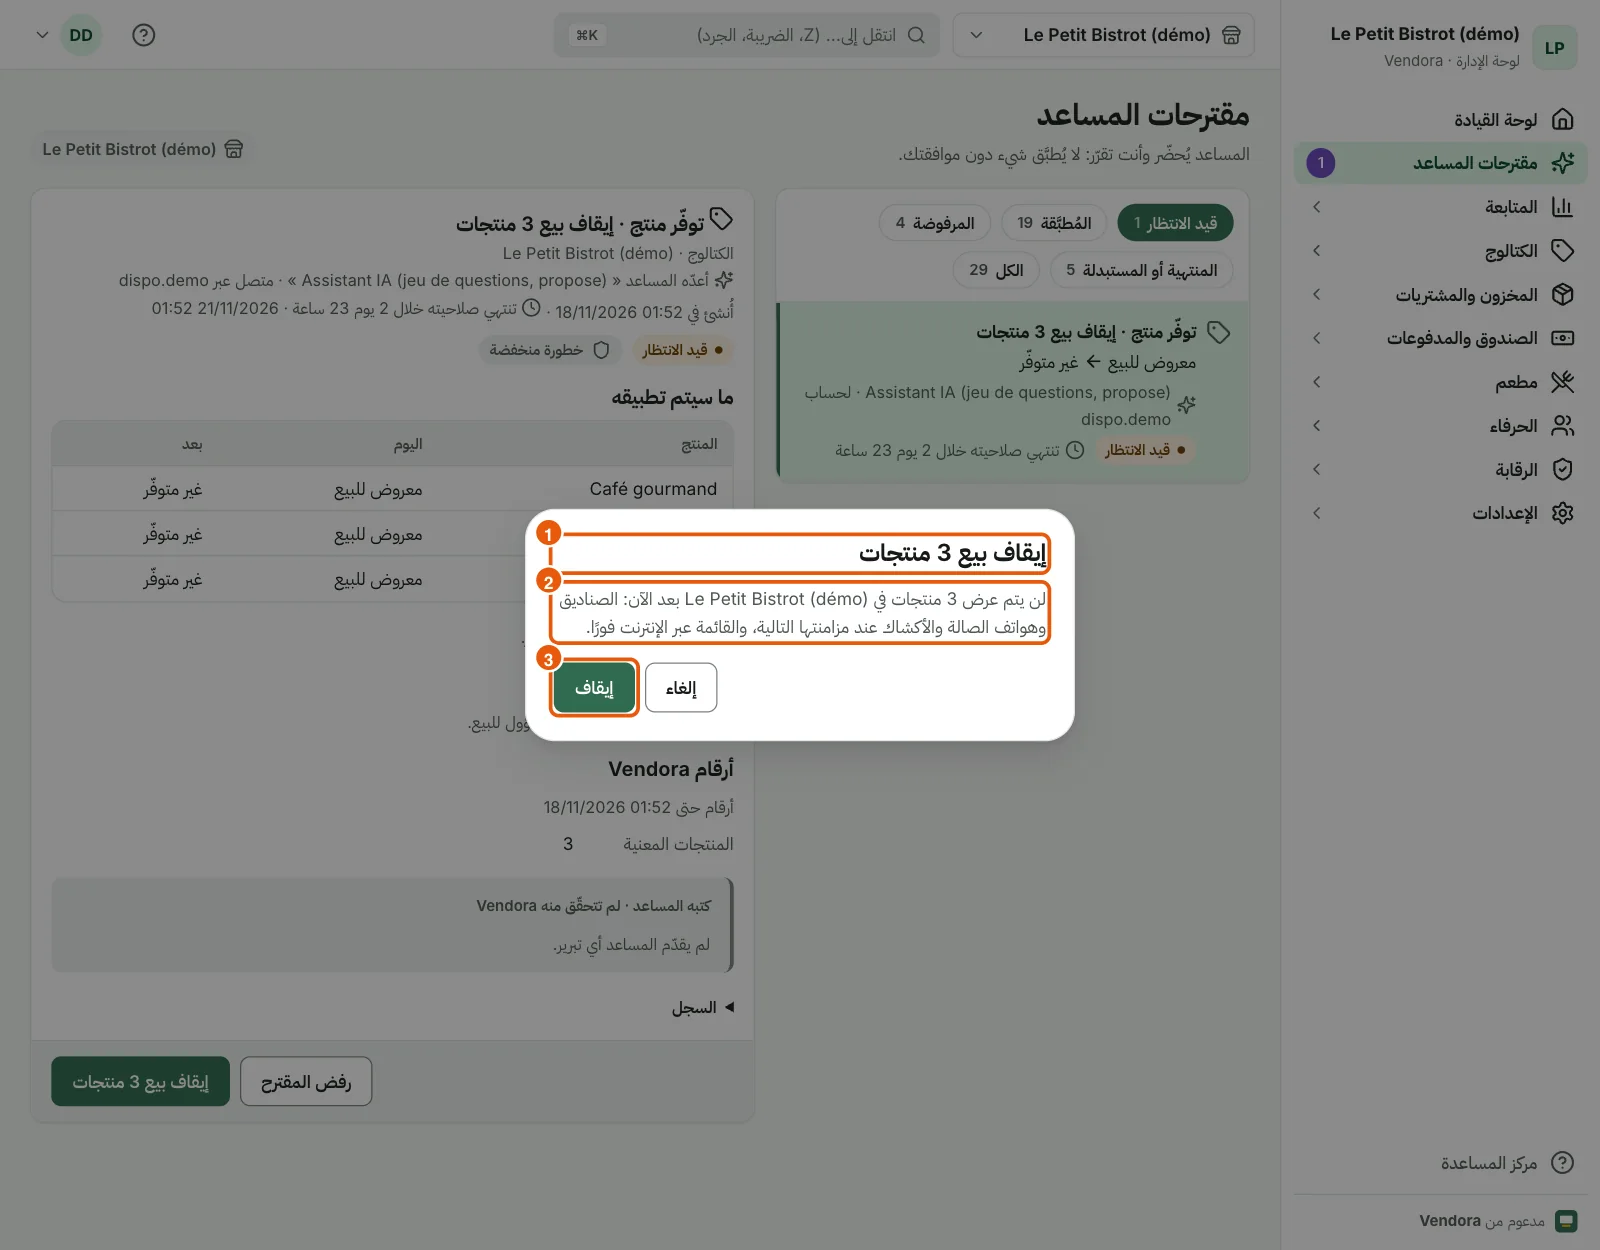 Le Petit Bistrot (démo)
لوحة الإدارة · Vendora
LP
لوحة القيادة
مقترحات المساعد
1
المتابعة
الكتالوج
المخزون والمشتريات
الصندوق والمدفوعات
مطعم
الحرفاء
الرقابة
الإعدادات
مركز المساعدة
مدعوم من Vendora
Le Petit Bistrot (démo)
انتقل إلى... (Z، الضريبة، الجرد)
⌘K
DD
مقترحات المساعد
المساعد يُحضّر وأنت تقرّر: لا يُطبَّق شيء دون موافقتك.
Le Petit Bistrot (démo)
قيد الانتظار 1
المُطبَّقة 19
المرفوضة 4
المنتهية أو المستبدلة 5
الكل 29
توفّر منتج · إيقاف بيع 3 منتجات
معروض للبيع ← غير متوفّر
Assistant IA (jeu de questions, propose) · لحساب
dispo.demo
قيد الانتظار
تنتهي صلاحيته خلال 2 يوم 23 ساعة
توفّر منتج · إيقاف بيع 3 منتجات
الكتالوج · Le Petit Bistrot (démo)
أعدّه المساعد « Assistant IA (jeu de questions, propose) » · متصل عبر dispo.demo
أُنشئ في 18/11/2026 01:52 · تنتهي صلاحيته خلال 2 يوم 23 ساعة · 21/11/2026 01:52
قيد الانتظار
خطورة منخفضة
ما سيتم تطبيقه
المنتج اليوم بعد
Café gourmand معروض للبيع غير متوفّر
معروض للبيع غير متوفّر
معروض للبيع غير متوفّر
1
إيقاف بيع 3 منتجات
2
لن يتم عرض 3 منتجات في Le Petit Bistrot (démo) بعد الآن: الصناديق
وهواتف الصالة والأكشاك عند مزامنتها التالية، والقائمة عبر الإنترنت فورًا.
3
إلغاء
إيقاف
للبيع.
أرقام Vendora
أرقام حتى 18/11/2026 01:52
المنتجات المعنية 3
كتبه المساعد · لم تتحقّق منه Vendora
لم يقدّم المساعد أي تبرير.
السجل
رفض المقترح
إيقاف بيع 3 منتجات